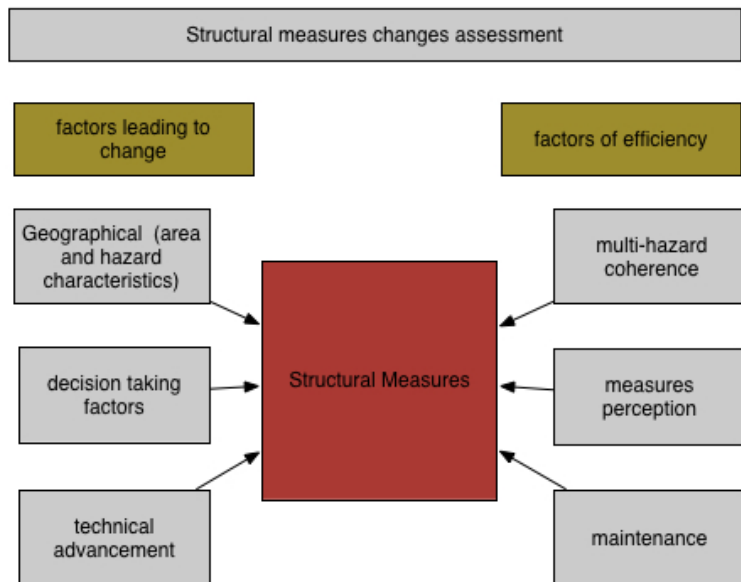 Structural measures changes assessment
factors leading to
change
factors of efficiency
Geographical (area
and hazard
characteristics)
multi-hazard
coherence
Structural Measures
decision taking
factors
measures
perception
technical
advancement
maintenance